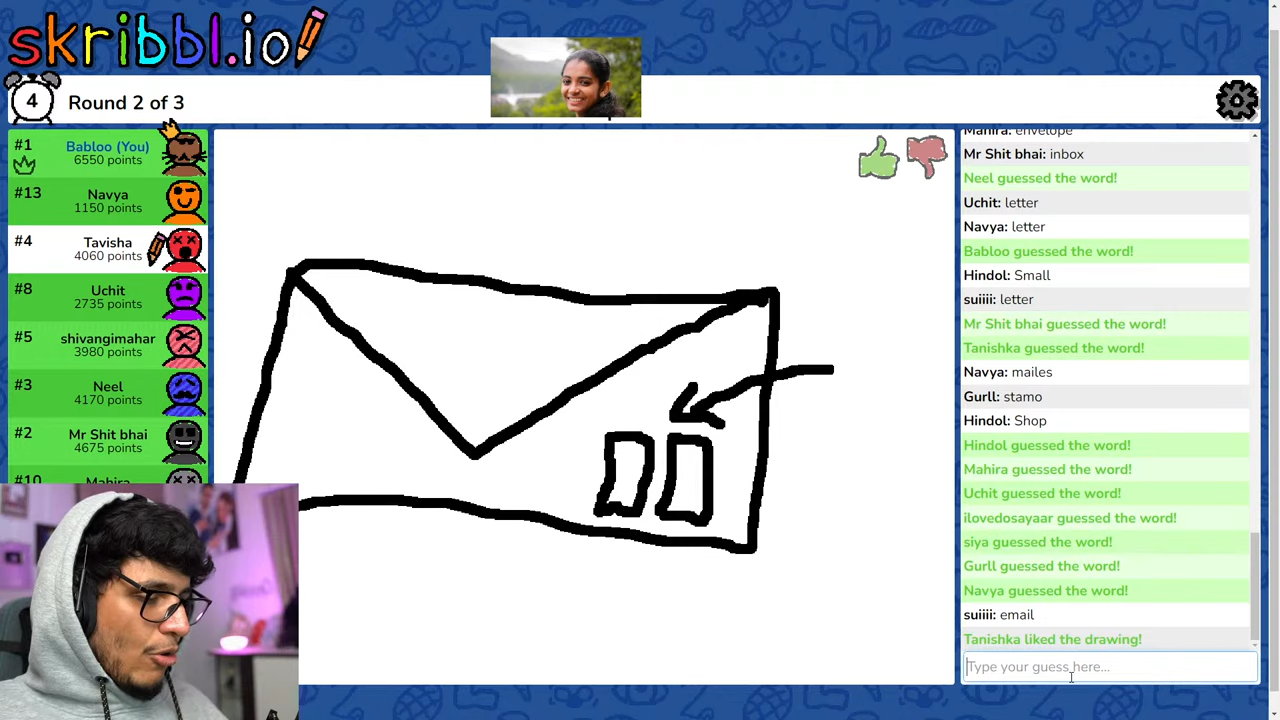 skribbl.io
4
Round 2 of 3
#1
Babloo (You)
6550 points
#13
Navya
1150 points
#4
Tavisha
4060 points
#8
Uchit
2735 points
#5
shivangimahar
3980 points
#3
Neel
4170 points
#2
Mr Shit bhai
4675 points
#10
Mahira
Mahira: envelope
Mr Shit bhai: inbox
Neel guessed the word!
Uchit: letter
Navya: letter
Babloo guessed the word!
Hindol: Small
suiiii: letter
Mr Shit bhai guessed the word!
Tanishka guessed the word!
Navya: mailes
Gurll: stamo
Hindol: Shop
Hindol guessed the word!
Mahira guessed the word!
Uchit guessed the word!
ilovedosayaar guessed the word!
siya guessed the word!
Gurll guessed the word!
Navya guessed the word!
suiiii: email
Tanishka liked the drawing!
Type your guess here...